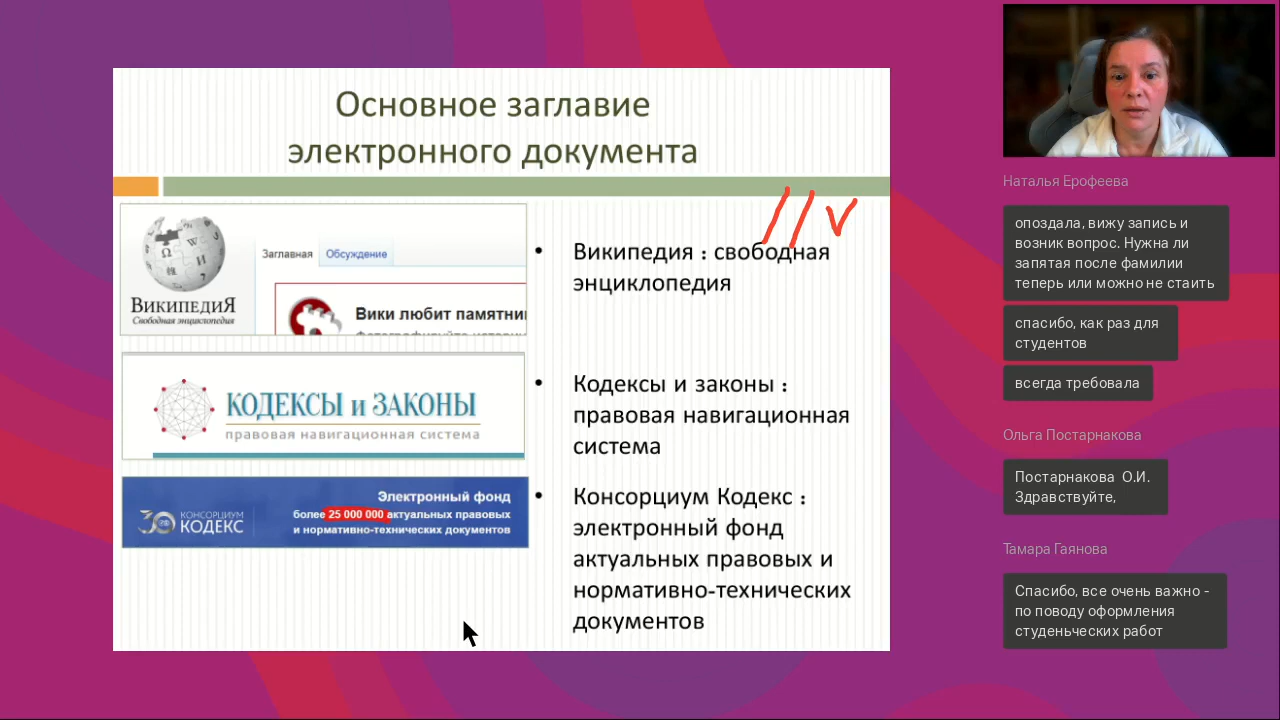 Основное заглавие
электронного документа
// v
ВИКИПЕДИЯ
Свободная энциклопедия
Заглавная
Обсуждение
Вики любит памятни
• Википедия : свободная
энциклопедия
КОДЕКСЫ и ЗАКОНЫ
правовая навигационная система
• Кодексы и законы :
правовая навигационная
система
30
КОНСОРЦИУМ
КОДЕКС
Электронный фонд
более 25 000 000 актуальных правовых
и нормативно-технических документов
• Консорциум Кодекс :
электронный фонд
актуальных правовых и
нормативно-технических
документов
Наталья Ерофеева
опоздала, вижу запись и
возник вопрос. Нужна ли
запятая после фамилии
теперь или можно не стаить
спасибо, как раз для
студентов
всегда требовала
Ольга Постарнакова
Постарнакова О.И.
Здравствуйте,
Тамара Гаянова
Спасибо, все очень важно -
по поводу оформления
студеньческих работ